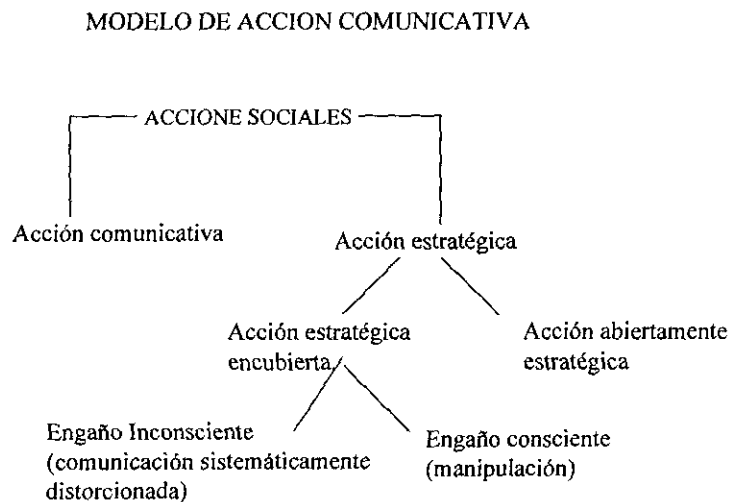 MODELO DE ACCION COMUNICATIVA
ACCIONE SOCIALES
Acción comunicativa
Acción estratégica
Acción estratégica
encubierta
Acción abiertamente
estratégica
Engaño Inconsciente
(comunicación sistemáticamente
distorcionada)
Engaño consciente
(manipulación)